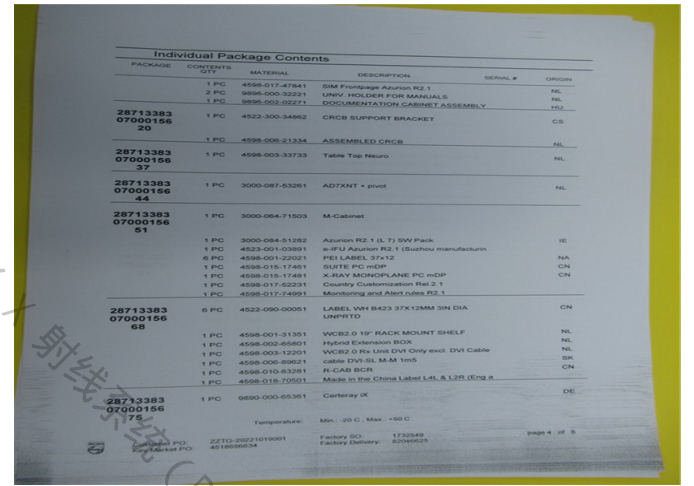 Individual Package Contents
PACKAGE CONTENTS QTY MATERIAL DESCRIPTION SERIAL # ORIGIN
1 PC 4598-017-47841 SIM Frontpage Azurion R2.1 NL
2 PC 9896-000-32221 UNIV. HOLDER FOR MANUALS NL
1 PC 9896-002-02271 DOCUMENTATION CABINET ASSEMBLY HU
28713383 07000156 20 1 PC 4522-300-34862 CRCB SUPPORT BRACKET CS
1 PC 4598-006-21334 ASSEMBLED CRCB NL
28713383 07000156 37 1 PC 4598-003-33733 Table Top Neuro NL
28713383 07000156 44 1 PC 3000-087-53261 AD7XNT + pivot NL
28713383 07000156 51 1 PC 3000-064-71503 M-Cabinet
1 PC 3000-064-51282 Azurion R2.1 (L 7) SW Pack IE
1 PC 4523-001-03891 e-IFU Azurion R2.1 (Suzhou manufacturin
6 PC 4598-001-22021 PEI LABEL 37x12 NA
1 PC 4598-015-17461 SUITE PC mDP CN
1 PC 4598-015-17481 X-RAY MONOPLANE PC mDP CN
1 PC 4598-017-52231 Country Customization Rel.2.1
1 PC 4598-017-74991 Monitoring and Alert rules R2.1
28713383 07000156 68 6 PC 4522-090-00051 LABEL WH B423 37X12MM 3IN DIA UNPRTD CN
1 PC 4598-001-31351 WCB2.0 19" RACK MOUNT SHELF NL
1 PC 4598-002-65801 Hybrid Extension BOX NL
1 PC 4598-003-12201 WCB2.0 Rx Unit DVI Only excl. DVI Cable NL
1 PC 4598-006-89621 cable DVI-SL M-M 1m5 SK
1 PC 4598-010-83281 R-CAB BCR CN
1 PC 4598-018-70501 Made in the China Label L4L & L2R (Eng a
28713383 07000156 75 1 PC 9890-000-65361 Certeray iX DE
Temperature: Min.: -20 C , Max.: +50 C
PO: 2ZTG-20221019001 Factory SO: 1732549 page 4 of 8
Key Market PO: 4518656634 Factory Delivery: 82046625
射线系统